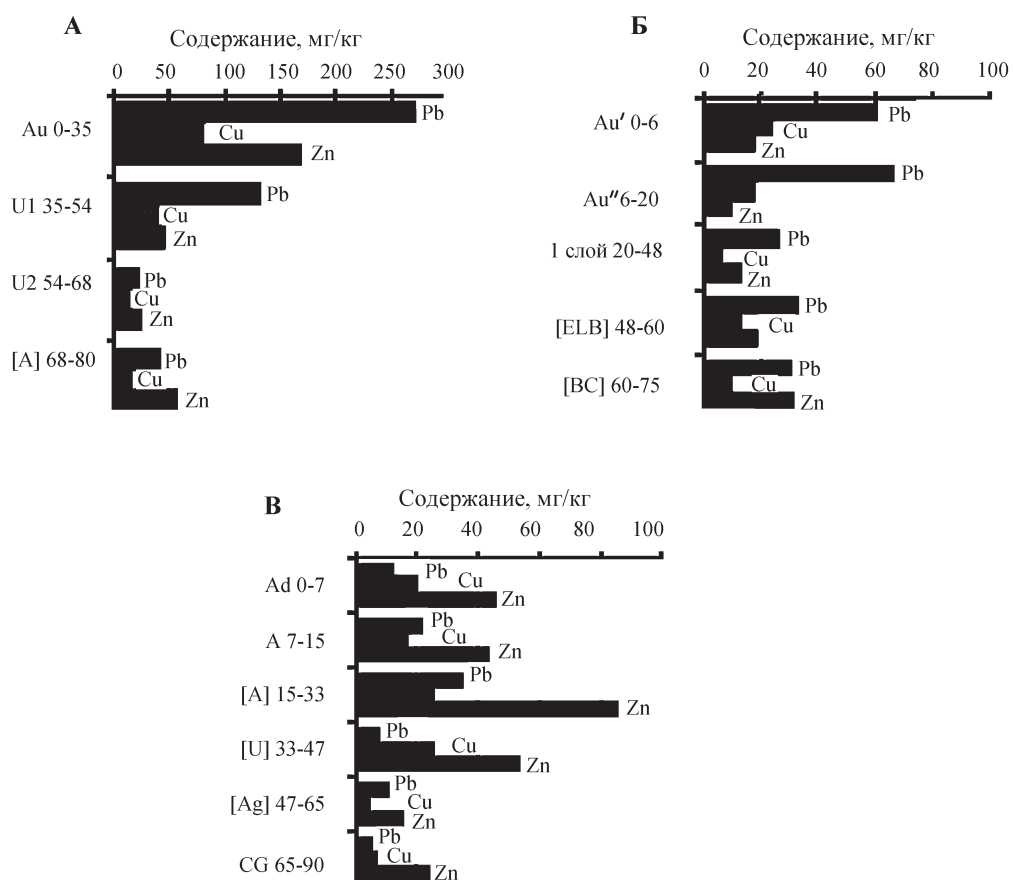 А
Содержание, мг/кг
0 50 100 150 200 250 300
Au 0-35
Pb
Cu
Zn
U1 35-54
Pb
Cu
Zn
U2 54-68
Pb
Cu
Zn
[A] 68-80
Pb
Cu
Zn
Б
Содержание, мг/кг
0 20 40 60 80 100
Au′ 0-6
Pb
Cu
Zn
Au″6-20
Pb
Zn
1 слой 20-48
Pb
Cu
Zn
[ELB] 48-60
Pb
Cu
[BC] 60-75
Pb
Cu
Zn
В
Содержание, мг/кг
0 20 40 60 80 100
Ad 0-7
Pb
Cu
Zn
A 7-15
Pb
Cu
Zn
[A] 15-33
Pb
Zn
[U] 33-47
Pb
Cu
Zn
[Ag] 47-65
Pb
Cu
Zn
CG 65-90
Pb
Cu
Zn